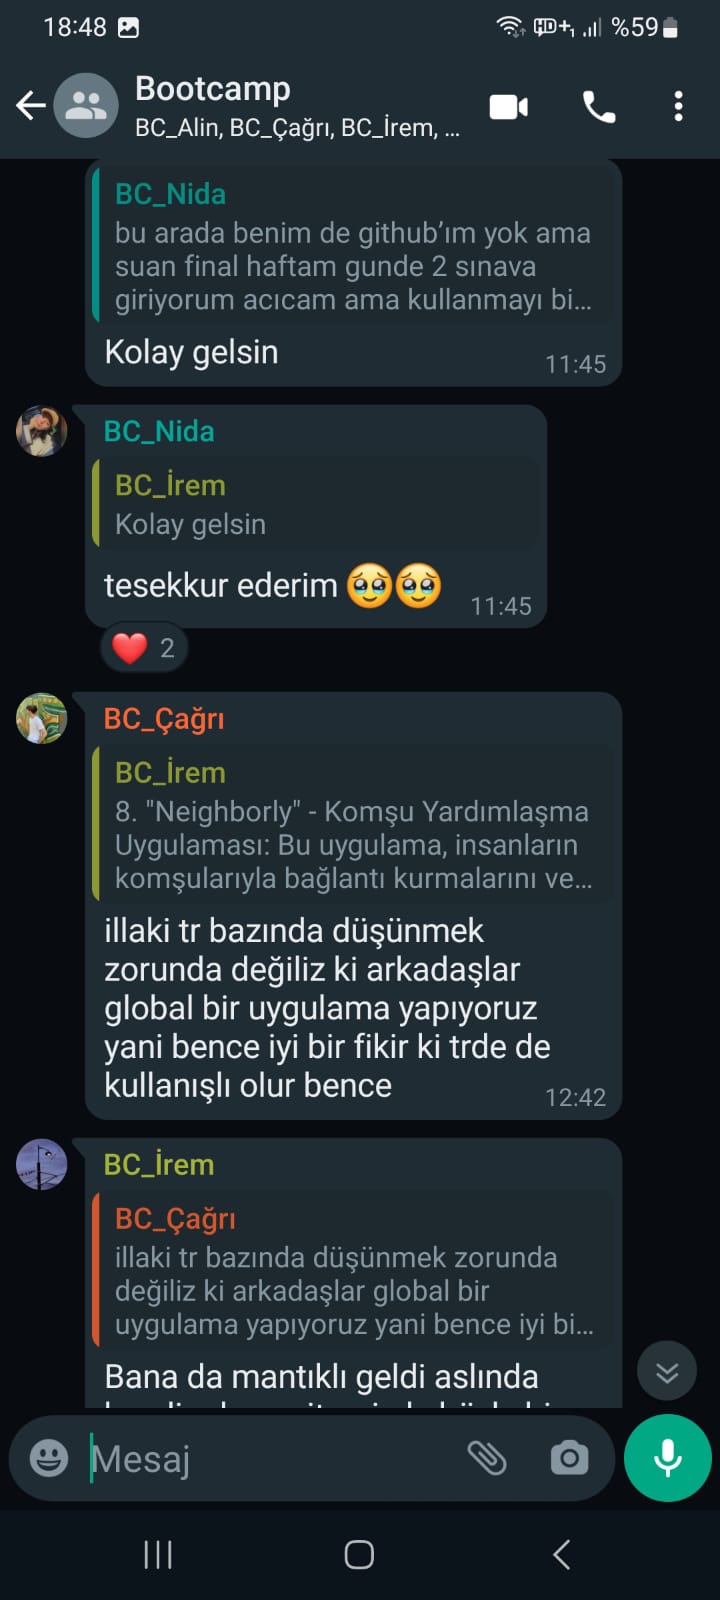 18:48
%59
Bootcamp
BC_Alin, BC_Çağrı, BC_İrem, ...
BC_Nida
bu arada benim de github’ım yok ama
suan final haftam gunde 2 sınava
giriyorum acıcam ama kullanmayı bi...
Kolay gelsin
11:45
BC_Nida
BC_İrem
Kolay gelsin
tesekkur ederim
11:45
2
BC_Çağrı
BC_İrem
8. "Neighborly" - Komşu Yardımlaşma
Uygulaması: Bu uygulama, insanların
komşularıyla bağlantı kurmalarını ve...
illaki tr bazında düşünmek
zorunda değiliz ki arkadaşlar
global bir uygulama yapıyoruz
yani bence iyi bir fikir ki trde de
kullanışlı olur bence
12:42
BC_İrem
BC_Çağrı
illaki tr bazında düşünmek zorunda
değiliz ki arkadaşlar global bir
uygulama yapıyoruz yani bence iyi bi...
Bana da mantıklı geldi aslında
Mesaj